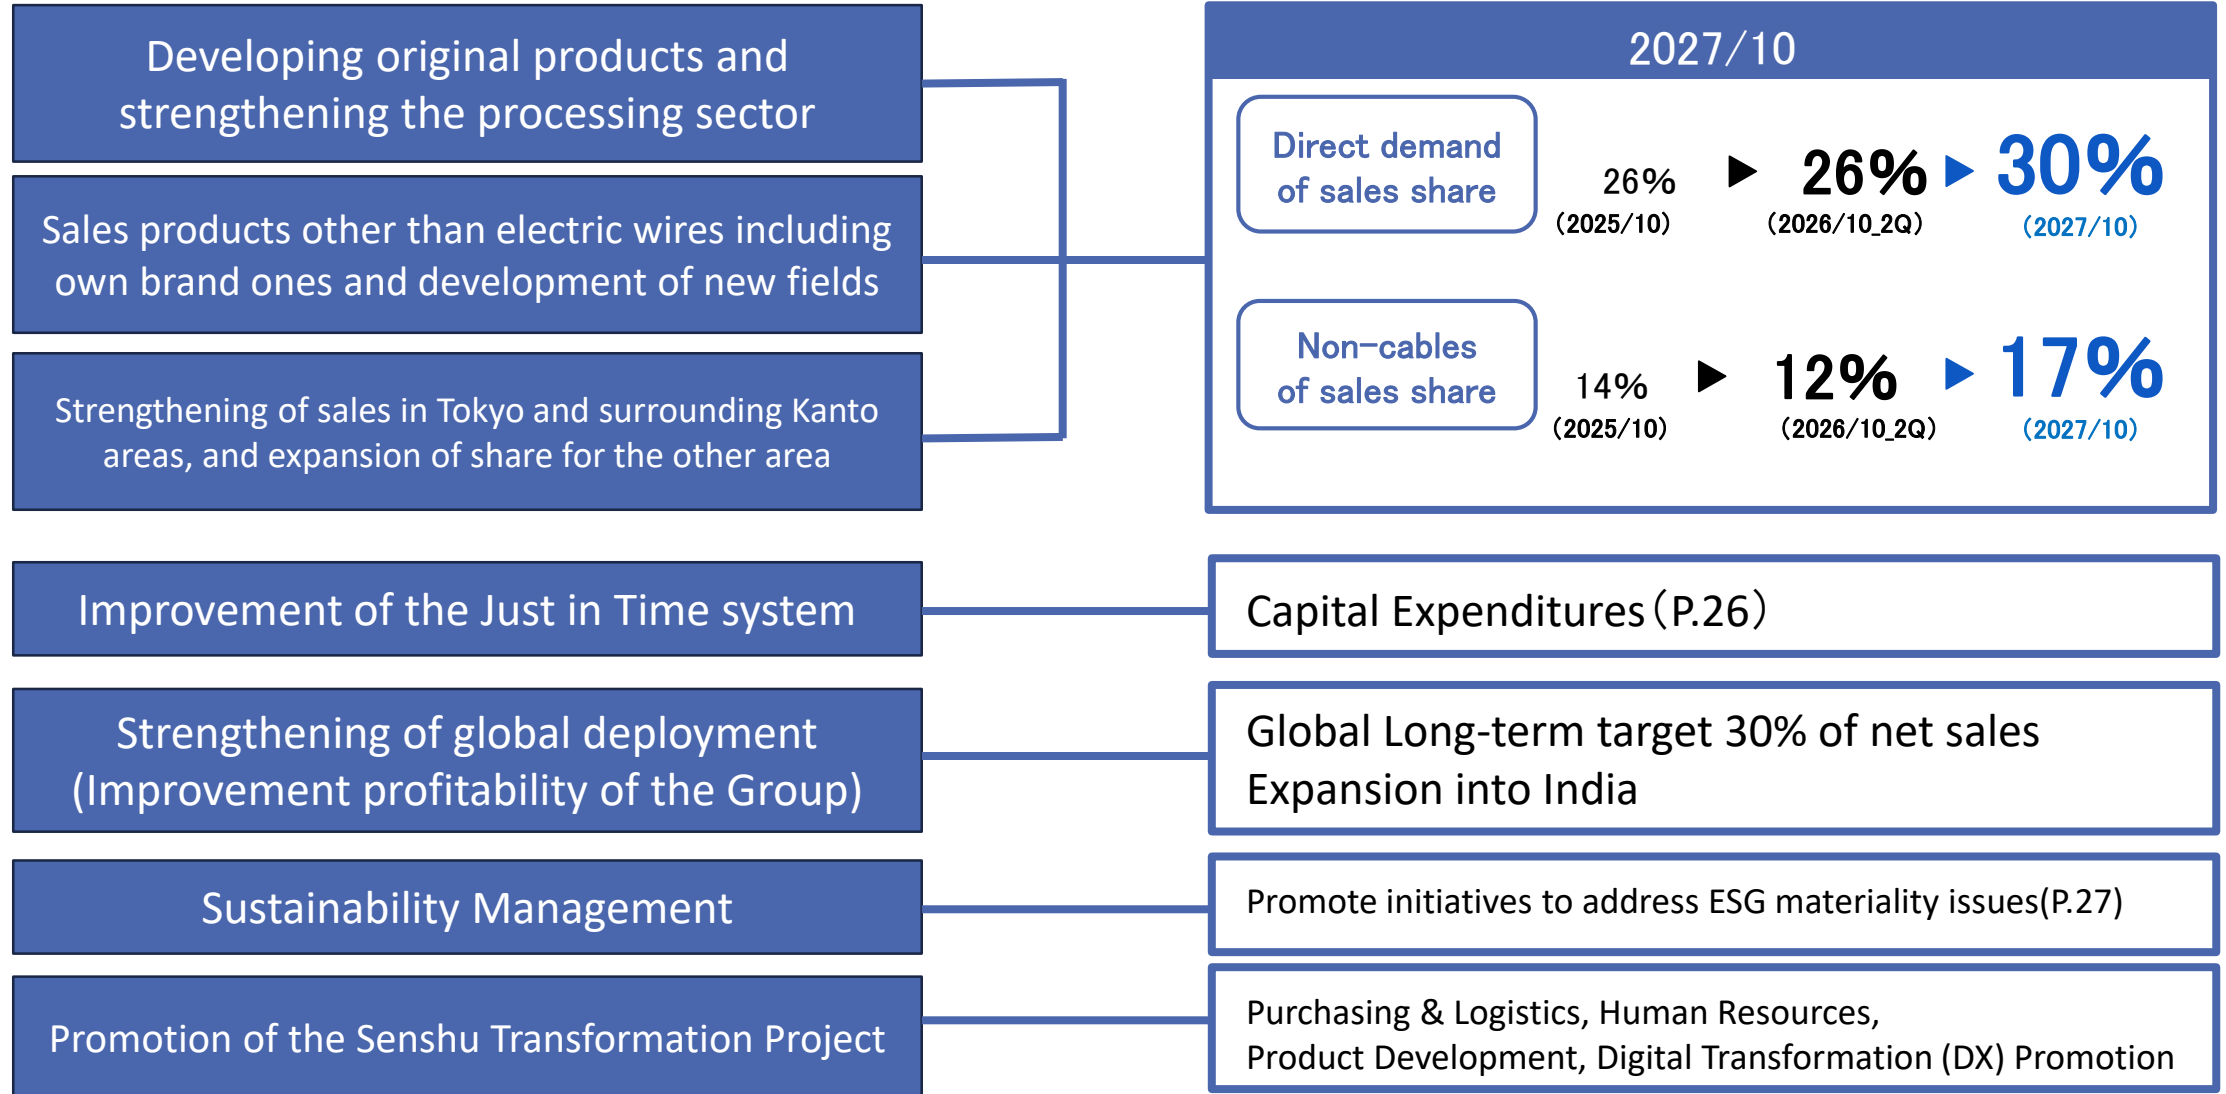 Developing original products and
strengthening the processing sector
Sales products other than electric wires including
own brand ones and development of new fields
Strengthening of sales in Tokyo and surrounding Kanto
areas, and expansion of share for the other area
2027/10
Direct demand
of sales share
26% ▶ 26% ▶ 30%
(2025/10) (2026/10_2Q) (2027/10)
Non-cables
of sales share
14% ▶ 12% ▶ 17%
(2025/10) (2026/10_2Q) (2027/10)
Improvement of the Just in Time system
Capital Expenditures（P.26）
Strengthening of global deployment
(Improvement profitability of the Group)
Global Long-term target 30% of net sales
Expansion into India
Sustainability Management
Promote initiatives to address ESG materiality issues(P.27)
Promotion of the Senshu Transformation Project
Purchasing & Logistics, Human Resources,
Product Development, Digital Transformation (DX) Promotion